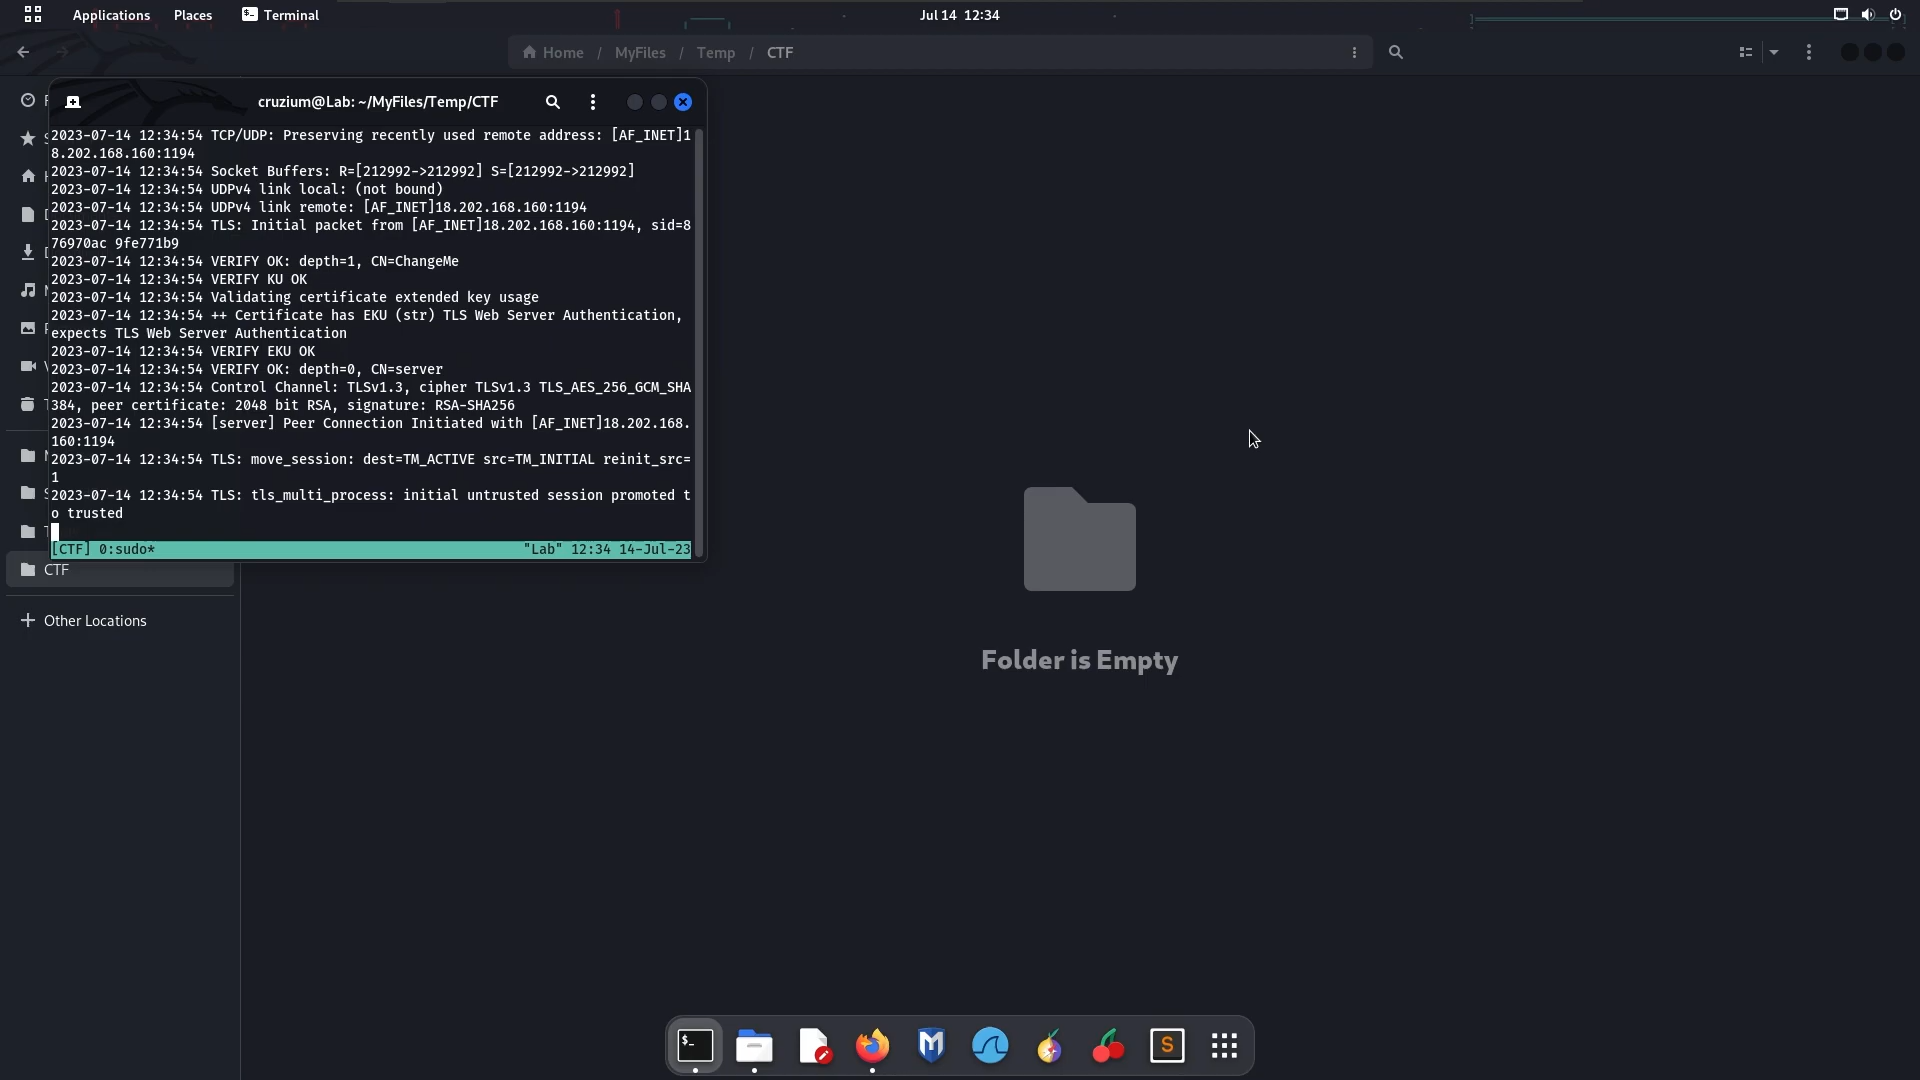 Applications Places Terminal Jul 14 12:34
Home / MyFiles / Temp / CTF
cruzium@Lab: ~/MyFiles/Temp/CTF
2023-07-14 12:34:54 TCP/UDP: Preserving recently used remote address: [AF_INET]1
8.202.168.160:1194
2023-07-14 12:34:54 Socket Buffers: R=[212992->212992] S=[212992->212992]
2023-07-14 12:34:54 UDPv4 link local: (not bound)
2023-07-14 12:34:54 UDPv4 link remote: [AF_INET]18.202.168.160:1194
2023-07-14 12:34:54 TLS: Initial packet from [AF_INET]18.202.168.160:1194, sid=8
76970ac 9fe771b9
2023-07-14 12:34:54 VERIFY OK: depth=1, CN=ChangeMe
2023-07-14 12:34:54 VERIFY KU OK
2023-07-14 12:34:54 Validating certificate extended key usage
2023-07-14 12:34:54 ++ Certificate has EKU (str) TLS Web Server Authentication,
expects TLS Web Server Authentication
2023-07-14 12:34:54 VERIFY EKU OK
2023-07-14 12:34:54 VERIFY OK: depth=0, CN=server
2023-07-14 12:34:54 Control Channel: TLSv1.3, cipher TLSv1.3 TLS_AES_256_GCM_SHA
384, peer certificate: 2048 bit RSA, signature: RSA-SHA256
2023-07-14 12:34:54 [server] Peer Connection Initiated with [AF_INET]18.202.168.
160:1194
2023-07-14 12:34:54 TLS: move_session: dest=TM_ACTIVE src=TM_INITIAL reinit_src=
1
2023-07-14 12:34:54 TLS: tls_multi_process: initial untrusted session promoted t
o trusted
[CTF] 0:sudo* "Lab" 12:34 14-Jul-23
CTF
Other Locations
Folder is Empty